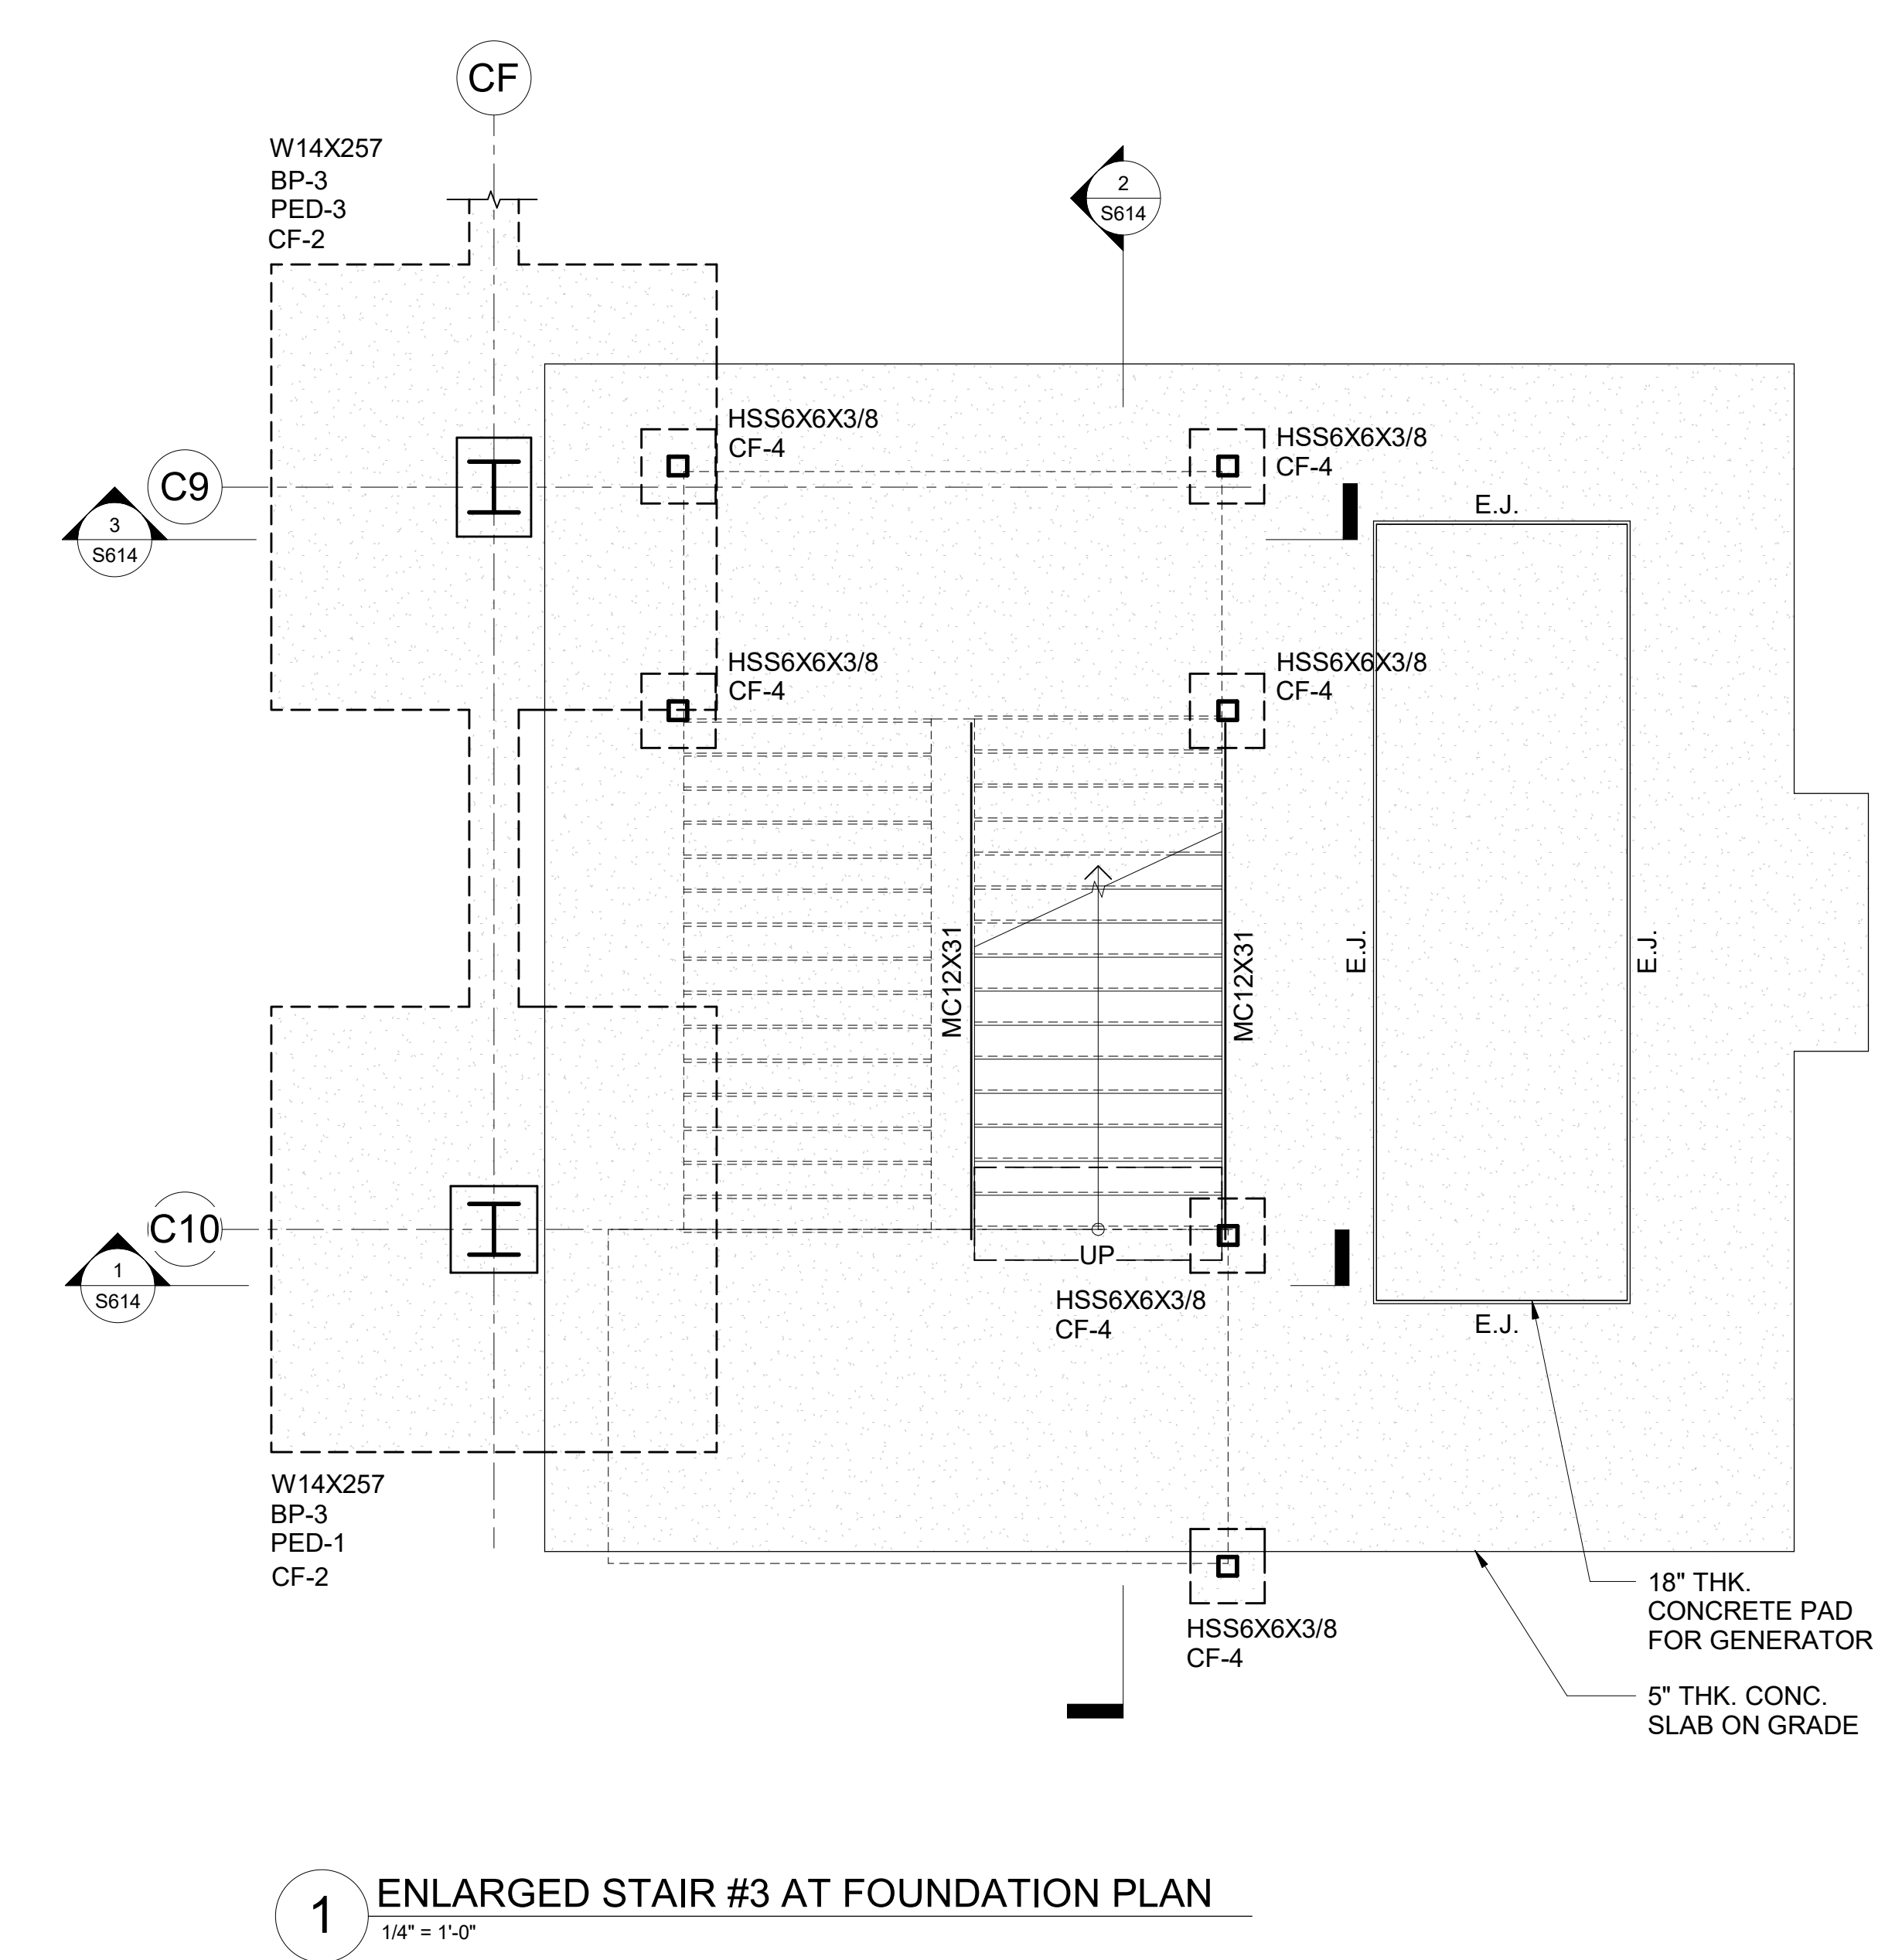 CF
W14X257
BP-3
PED-3
CF-2
2
S614
HSS6X6X3/8
CF-4
HSS6X6X3/8
CF-4
C9
3
S614
E.J.
HSS6X6X3/8
CF-4
HSS6X6X3/8
CF-4
MC12X31
MC12X31
E.J.
E.J.
C10
1
S614
UP
HSS6X6X3/8
CF-4
E.J.
W14X257
BP-3
PED-1
CF-2
HSS6X6X3/8
CF-4
18" THK.
CONCRETE PAD
FOR GENERATOR
5" THK. CONC.
SLAB ON GRADE
1
ENLARGED STAIR #3 AT FOUNDATION PLAN
1/4" = 1'-0"